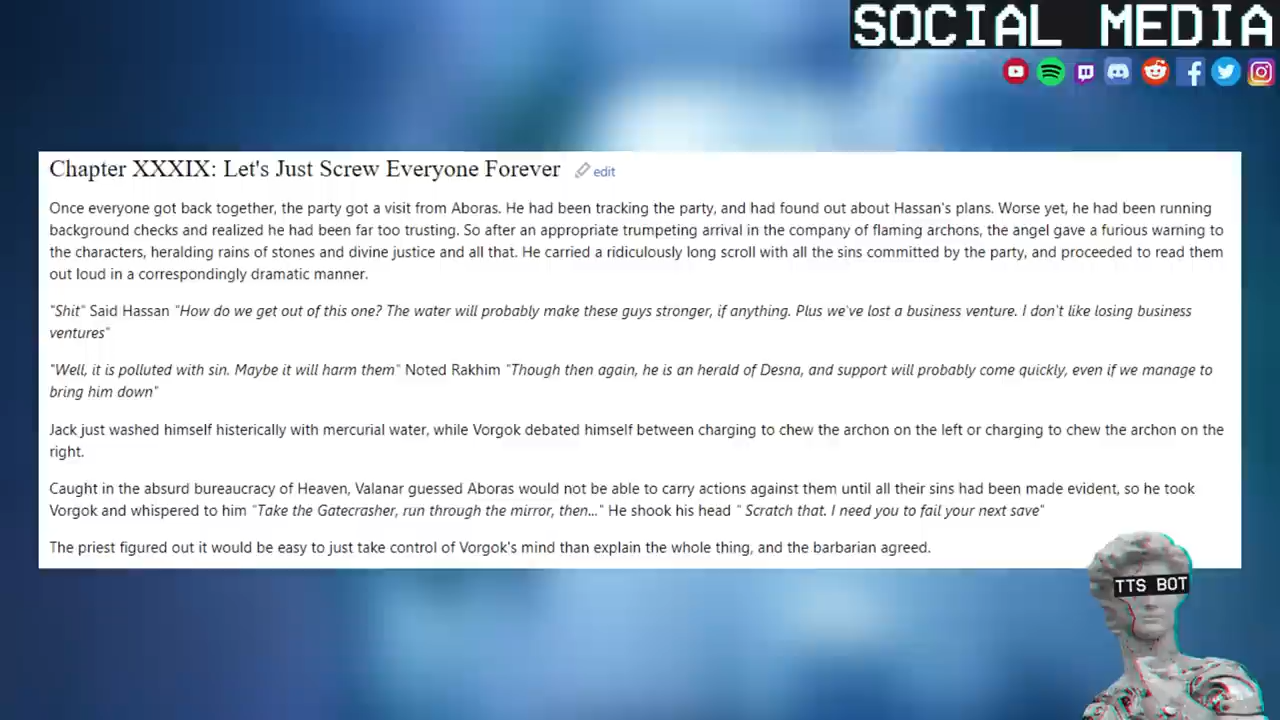 SOCIAL MEDIA
Chapter XXXIX: Let's Just Screw Everyone Forever edit
Once everyone got back together, the party got a visit from Aboras. He had been tracking the party, and had found out about Hassan's plans. Worse yet, he had been running
background checks and realized he had been far too trusting. So after an appropriate trumpeting arrival in the company of flaming archons, the angel gave a furious warning to
the characters, heralding rains of stones and divine justice and all that. He carried a ridiculously long scroll with all the sins committed by the party, and proceeded to read them
out loud in a correspondingly dramatic manner.
"Shit" Said Hassan "How do we get out of this one? The water will probably make these guys stronger, if anything. Plus we've lost a business venture. I don't like losing business
ventures"
"Well, it is polluted with sin. Maybe it will harm them" Noted Rakhim "Though then again, he is an herald of Desna, and support will probably come quickly, even if we manage to
bring him down"
Jack just washed himself histerically with mercurial water, while Vorgok debated himself between charging to chew the archon on the left or charging to chew the archon on the
right.
Caught in the absurd bureaucracy of Heaven, Valanar guessed Aboras would not be able to carry actions against them until all their sins had been made evident, so he took
Vorgok and whispered to him "Take the Gatecrasher, run through the mirror, then..." He shook his head " Scratch that. I need you to fail your next save"
The priest figured out it would be easy to just take control of Vorgok's mind than explain the whole thing, and the barbarian agreed.
TTS BOT